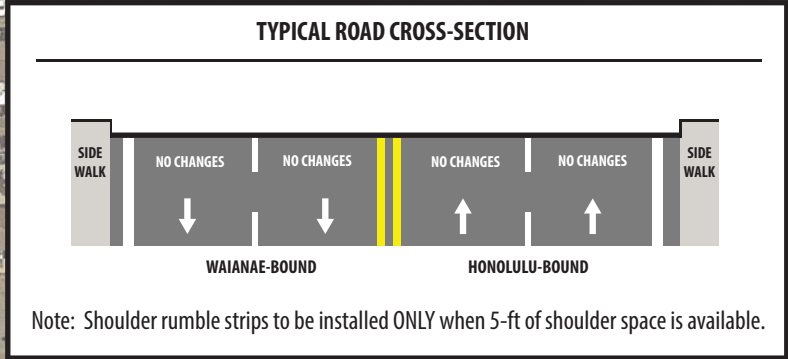 TYPICAL ROAD CROSS-SECTION
SIDE
WALK
NO CHANGES
NO CHANGES
NO CHANGES
NO CHANGES
SIDE
WALK
WAIANAE-BOUND
HONOLULU-BOUND
Note: Shoulder rumble strips to be installed ONLY when 5-ft of shoulder space is available.